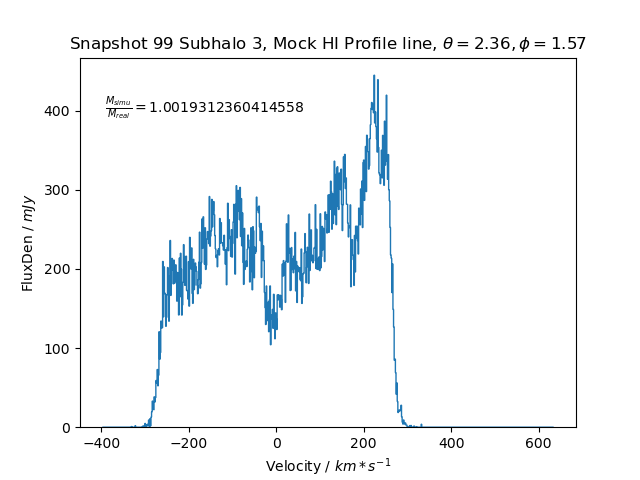 Snapshot 99 Subhalo 3, Mock HI Profile line, θ = 2.36, ϕ = 1.57
M_simu/M_real = 1.0019312360414558
FluxDen / mJy
400
300
200
100
0
−400 −200 0 200 400 600
Velocity / km * s⁻¹